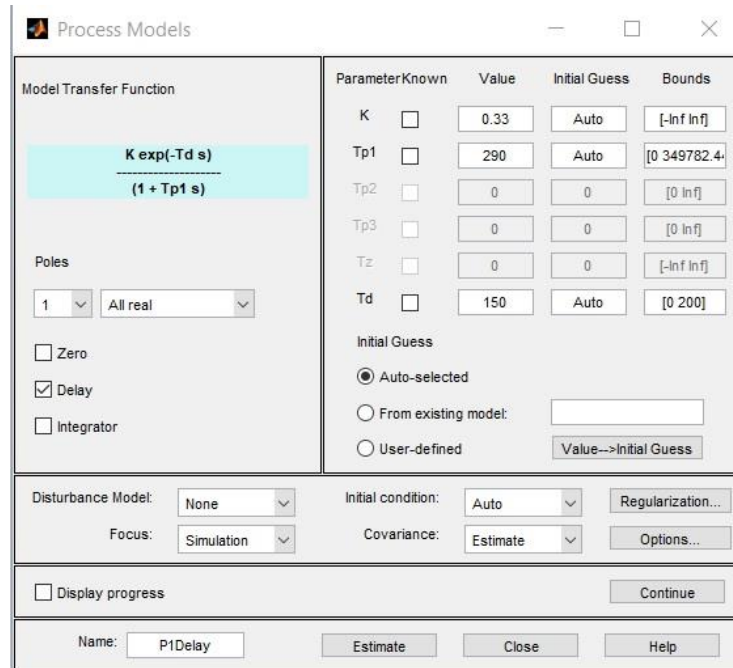 Process Models
Model Transfer Function
K exp(-Td s)
---------------------
(1 + Tp1 s)
Poles
1 All real
Zero
Delay
Integrator
Parameter Known Value Initial Guess Bounds
K 0.33 Auto [-Inf Inf]
Tp1 290 Auto [0 349782.4
Tp2 0 0 [0 Inf]
Tp3 0 0 [0 Inf]
Tz 0 0 [-Inf Inf]
Td 150 Auto [0 200]
Initial Guess
Auto-selected
From existing model:
User-defined Value-->Initial Guess
Disturbance Model: None Initial condition: Auto Regularization...
Focus: Simulation Covariance: Estimate Options...
Display progress Continue
Name: P1Delay Estimate Close Help